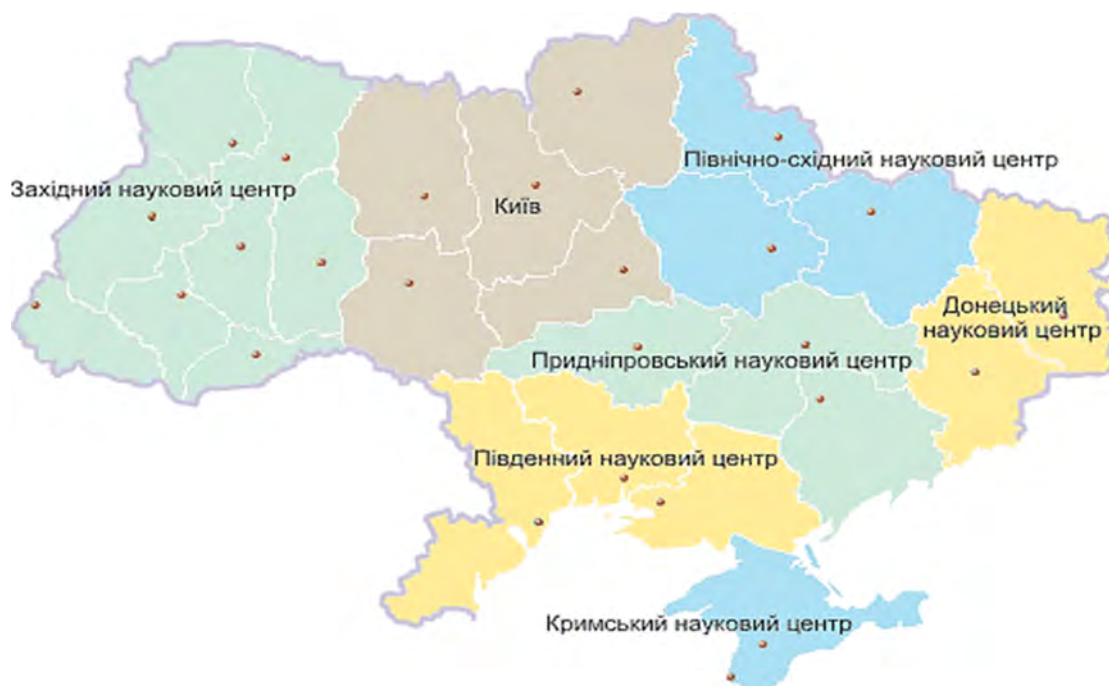 Північно-східний науковий центр
Західний науковий центр
Київ
Донецький
науковий центр
Придніпровський науковий центр
Південний науковий центр
Кримський науковий центр